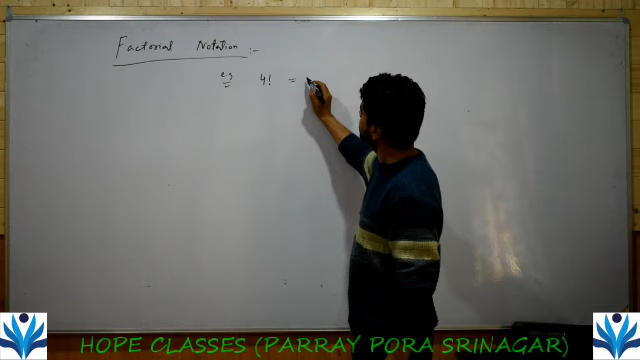 Factorial Notation :-
e.g 4! =
HOPE CLASSES (PARRAY PORA SRINAGAR)